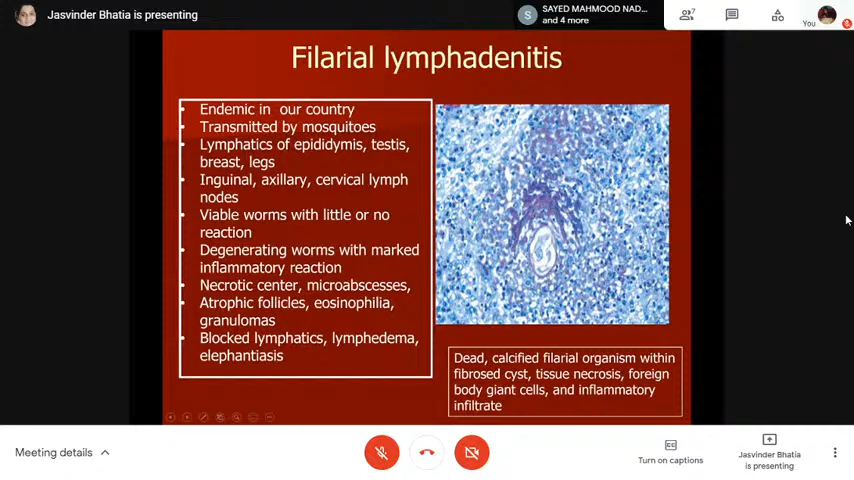 Jasvinder Bhatia is presenting
S
SAYED MAHMOOD NAD...
and 4 more
7
You
Filarial lymphadenitis
• Endemic in our country
• Transmitted by mosquitoes
• Lymphatics of epididymis, testis,
breast, legs
• Inguinal, axillary, cervical lymph
nodes
• Viable worms with little or no
reaction
• Degenerating worms with marked
inflammatory reaction
• Necrotic center, microabscesses,
• Atrophic follicles, eosinophilia,
granulomas
• Blocked lymphatics, lymphedema,
elephantiasis
Dead, calcified filarial organism within
fibrosed cyst, tissue necrosis, foreign
body giant cells, and inflammatory
infiltrate
Meeting details
CC
Turn on captions
Jasvinder Bhatia
is presenting